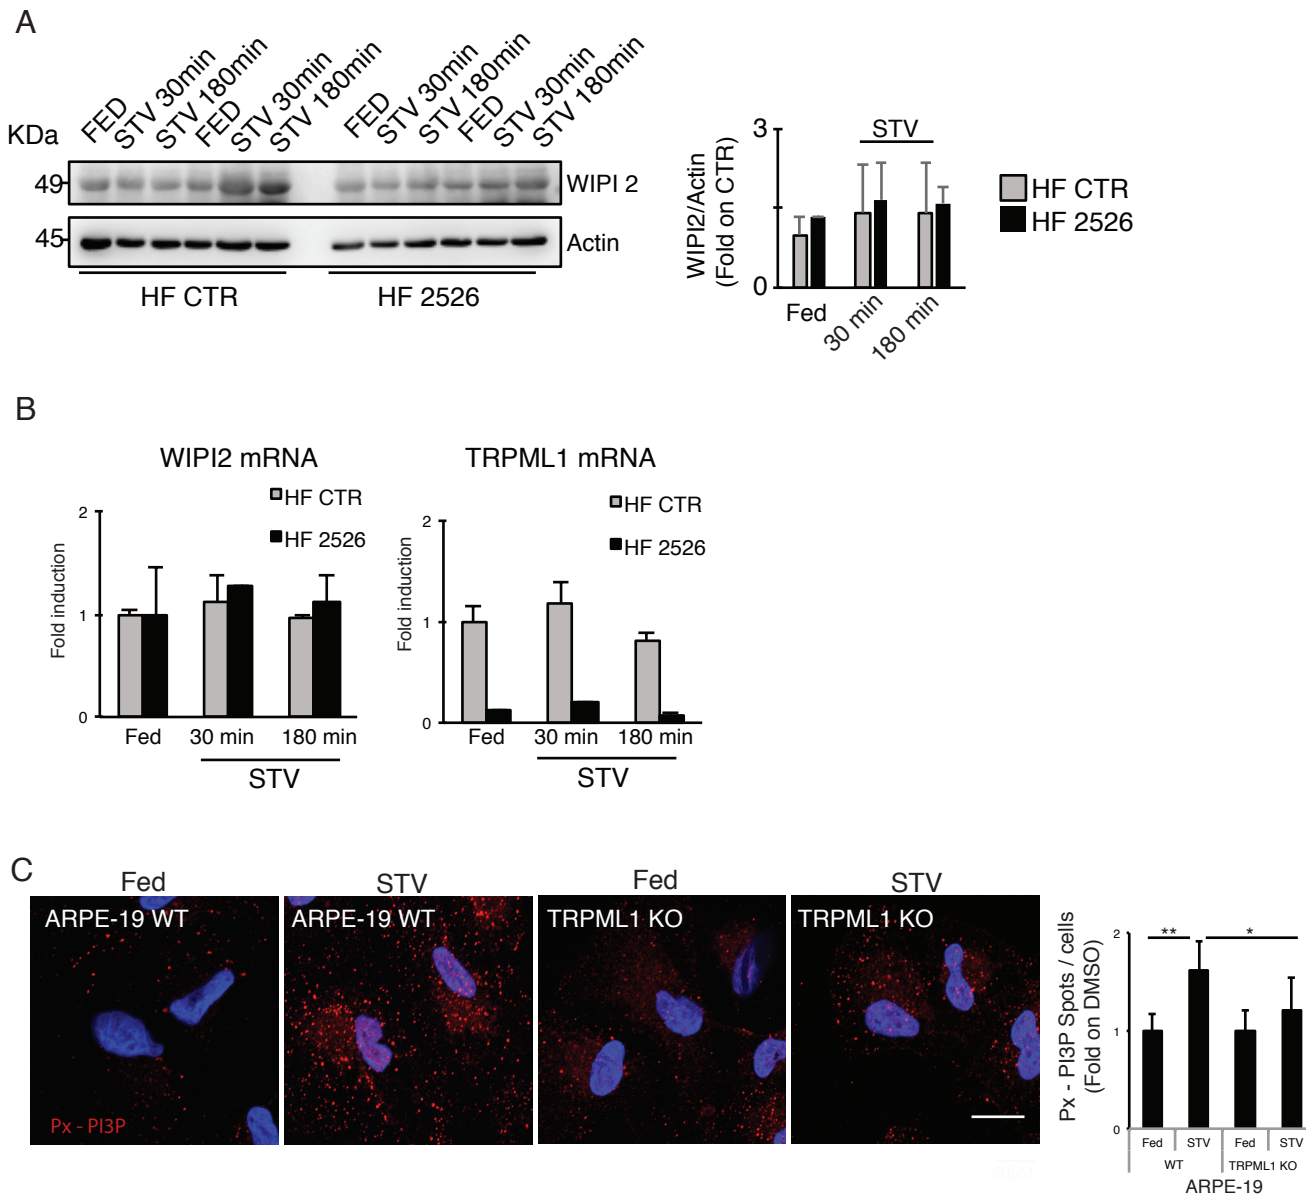 A
FED STV 30min STV 180min FED STV 30min STV 180min FED STV 30min STV 180min FED STV 30min STV 180min
KDa
49 WIPI 2
45 Actin
HF CTR HF 2526
WIPI2/Actin
(Fold on CTR)
3
0
STV
Fed 30 min 180 min
HF CTR
HF 2526
B
WIPI2 mRNA
HF CTR
HF 2526
Fold induction
2
1
0
Fed 30 min 180 min
STV
TRPML1 mRNA
HF CTR
HF 2526
Fold induction
2
1
0
Fed 30 min 180 min
STV
C
Fed STV Fed STV
ARPE-19 WT ARPE-19 WT TRPML1 KO TRPML1 KO
Px - PI3P
Px - PI3P Spots / cells
(Fold on DMSO)
2
1
0
** *
Fed STV Fed STV
WT TRPML1 KO
ARPE-19